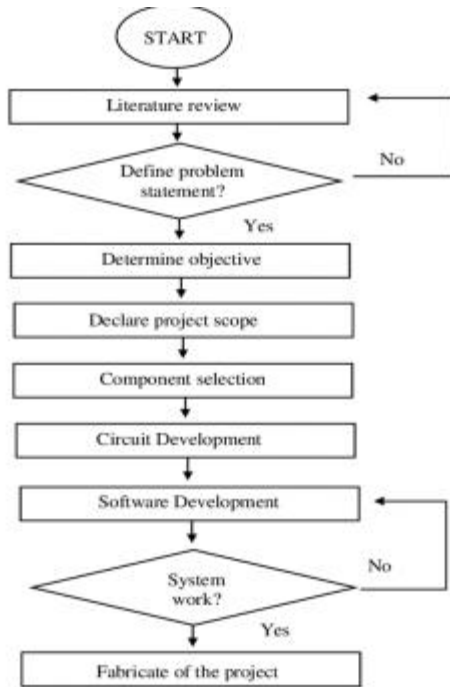 START
Literature review
Define problem
statement?
No
Yes
Determine objective
Declare project scope
Component selection
Circuit Development
Software Development
System
work?
No
Yes
Fabricate of the project